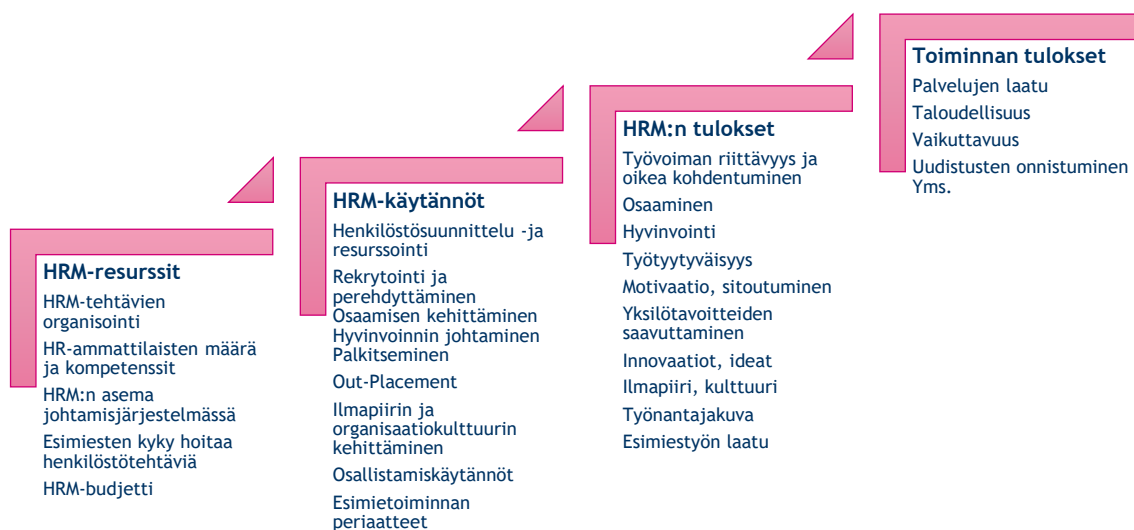 HRM-resurssit
HRM-tehtävien
organisointi
HR-ammattilaisten määrä
ja kompetenssit
HRM:n asema
johtamisjärjestelmässä
Esimiesten kyky hoitaa
henkilöstötehtäviä
HRM-budjetti
HRM-käytännöt
Henkilöstösuunnittelu -ja
resurssointi
Rekrytointi ja
perehdyttäminen
Osaamisen kehittäminen
Hyvinvoinnin johtaminen
Palkitseminen
Out-Placement
Ilmapiirin ja
organisaatiokulttuurin
kehittäminen
Osallistamiskäytännöt
Esimietoiminnan
periaatteet
HRM:n tulokset
Työvoiman riittävyys ja
oikea kohdentuminen
Osaaminen
Hyvinvointi
Työtyytyväisyys
Motivaatio, sitoutuminen
Yksilötavoitteiden
saavuttaminen
Innovaatiot, ideat
Ilmapiiri, kulttuuri
Työnantajakuva
Esimiestyön laatu
Toiminnan tulokset
Palvelujen laatu
Taloudellisuus
Vaikuttavuus
Uudistusten onnistuminen
Yms.